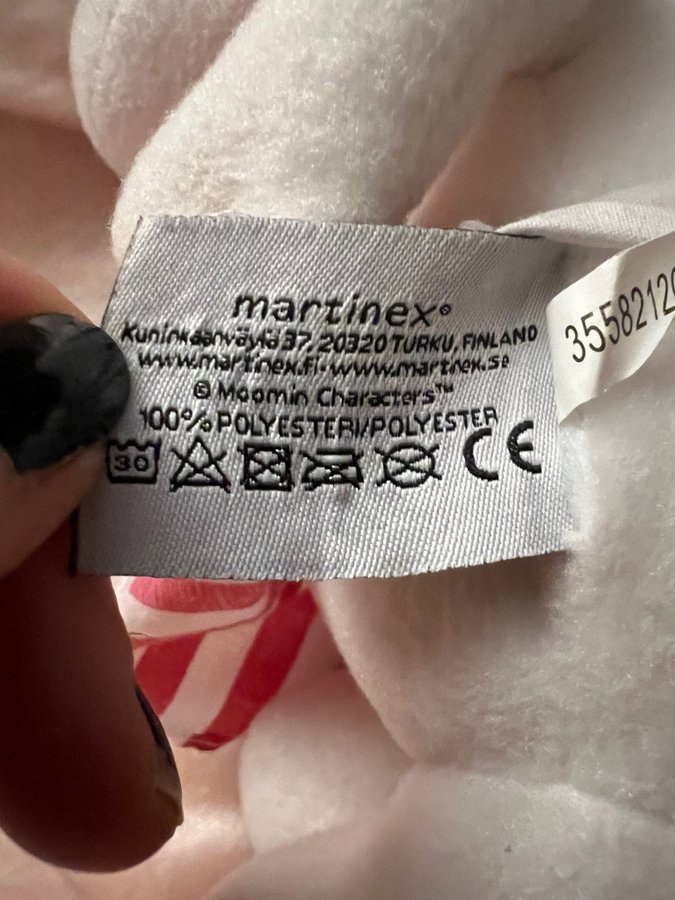 martinex®
Kuninkaanväylä 37, 20320 TURKU, FINLAND
www.martinex.fi · www.martinex.se
© Moomin Characters™
100% POLYESTERI/POLYESTER
30
CE
3558212